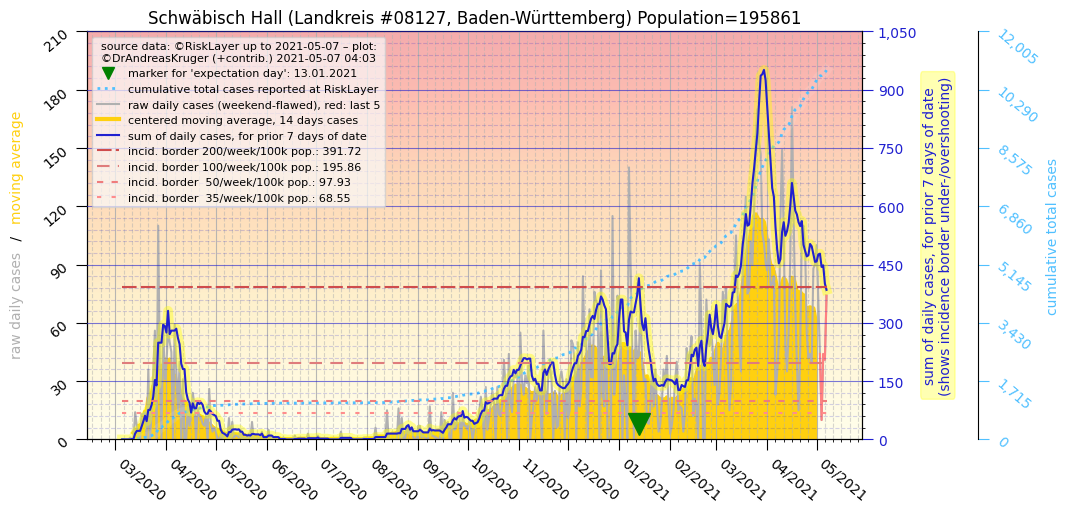 Schwäbisch Hall (Landkreis #08127, Baden-Württemberg) Population=195861
source data: ©RiskLayer up to 2021-05-07 – plot:
©DrAndreasKruger (+contrib.) 2021-05-07 04:03
marker for 'expectation day': 13.01.2021
cumulative total cases reported at RiskLayer
raw daily cases (weekend-flawed), red: last 5
centered moving average, 14 days cases
sum of daily cases, for prior 7 days of date
incid. border 200/week/100k pop.: 391.72
incid. border 100/week/100k pop.: 195.86
incid. border  50/week/100k pop.: 97.93
incid. border  35/week/100k pop.: 68.55
raw daily cases / moving average
210
180
150
120
90
60
30
0
03/2020
04/2020
05/2020
06/2020
07/2020
08/2020
09/2020
10/2020
11/2020
12/2020
01/2021
02/2021
03/2021
04/2021
05/2021
1,050
900
750
600
450
300
150
0
sum of daily cases, for prior 7 days of date
(shows incidence border under-/overshooting)
12,005
10,290
8,575
6,860
5,145
3,430
1,715
0
cumulative total cases